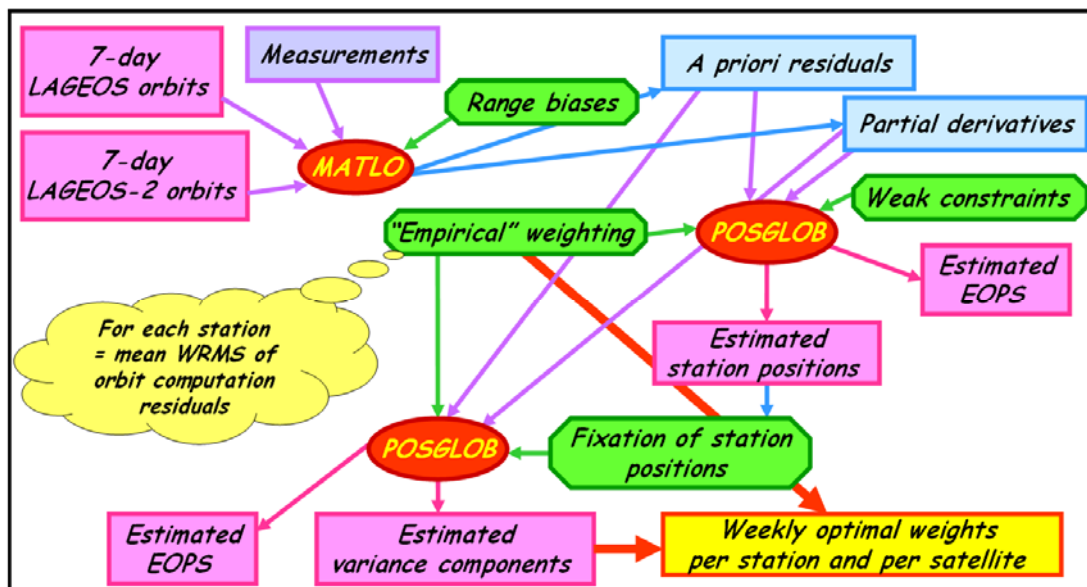 7-day
LAGEOS orbits
Measurements
A priori residuals
Range biases
Partial derivatives
7-day
LAGEOS-2 orbits
MATLO
Weak constraints
"Empirical" weighting
POSGLOB
Estimated
EOPS
For each station
= mean WRMS of
orbit computation
residuals
Estimated
station positions
POSGLOB
Fixation of station
positions
Estimated
EOPS
Estimated
variance components
Weekly optimal weights
per station and per satellite